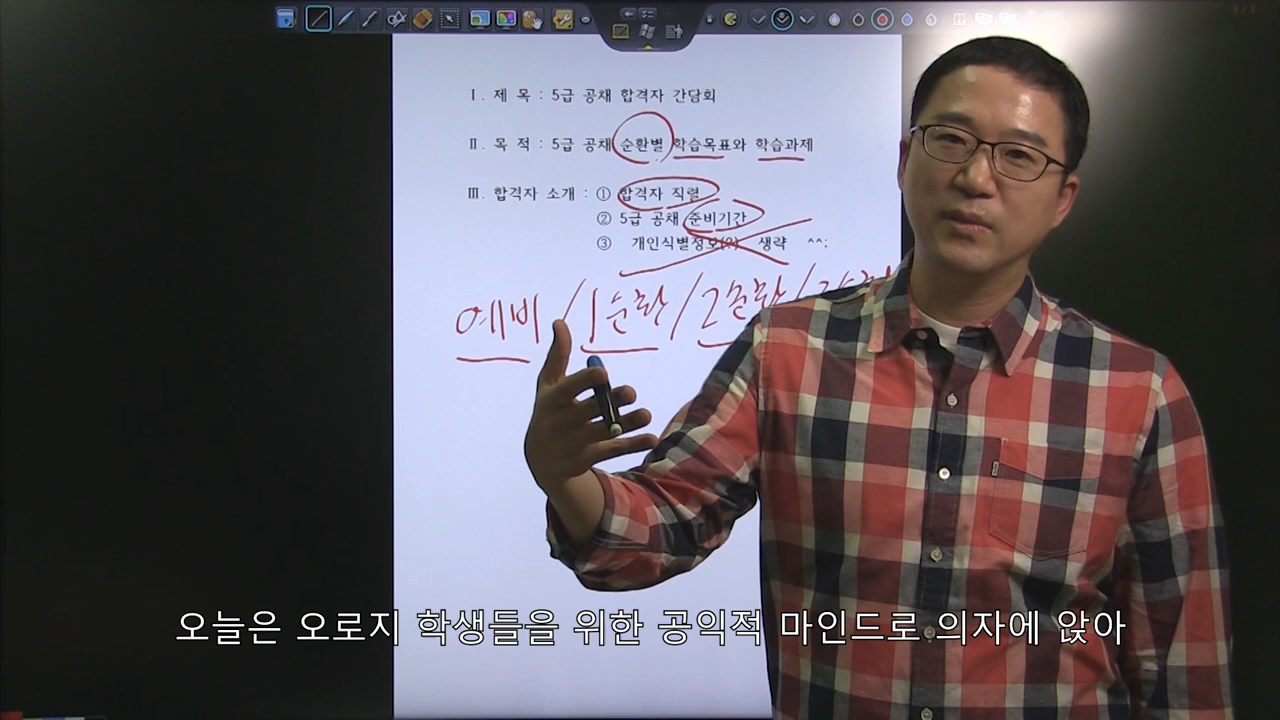 Ⅰ. 제 목 : 5급 공채 합격자 간담회
Ⅱ. 목 적 : 5급 공채 순환별 학습목표와 학습과제
Ⅲ. 합격자 소개 : ① 합격자 직렬
② 5급 공채 준비기간
③ 개인식별정보(?) 생략 ^^;
예비 / 1순환 / 2순환 /
오늘은 오로지 학생들을 위한 공익적 마인드로 의자에 앉아